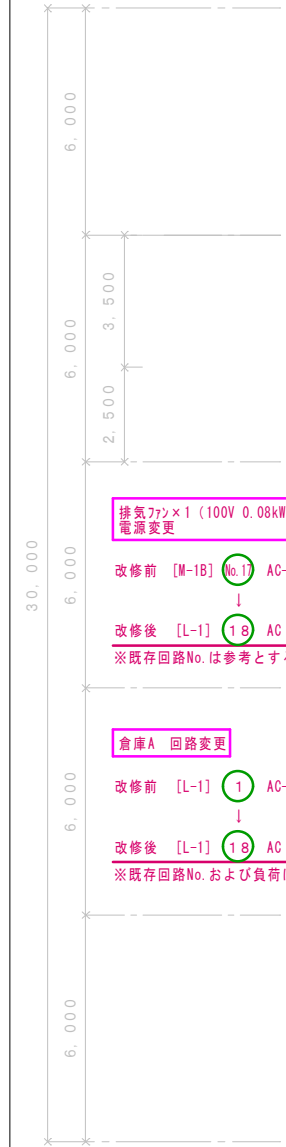 6,000
3,500
6,000
2,500
排気ファン×1（100V 0.08kW
電源変更
30,000
6,000
改修前 [M-1B] No.17 AC-
↓
改修後 [L-1] 18 AC
※既存回路No.は参考とす
倉庫A 回路変更
6,000
改修前 [L-1] 1 AC-
↓
改修後 [L-1] 18 AC
※既存回路No.および負荷
6,000